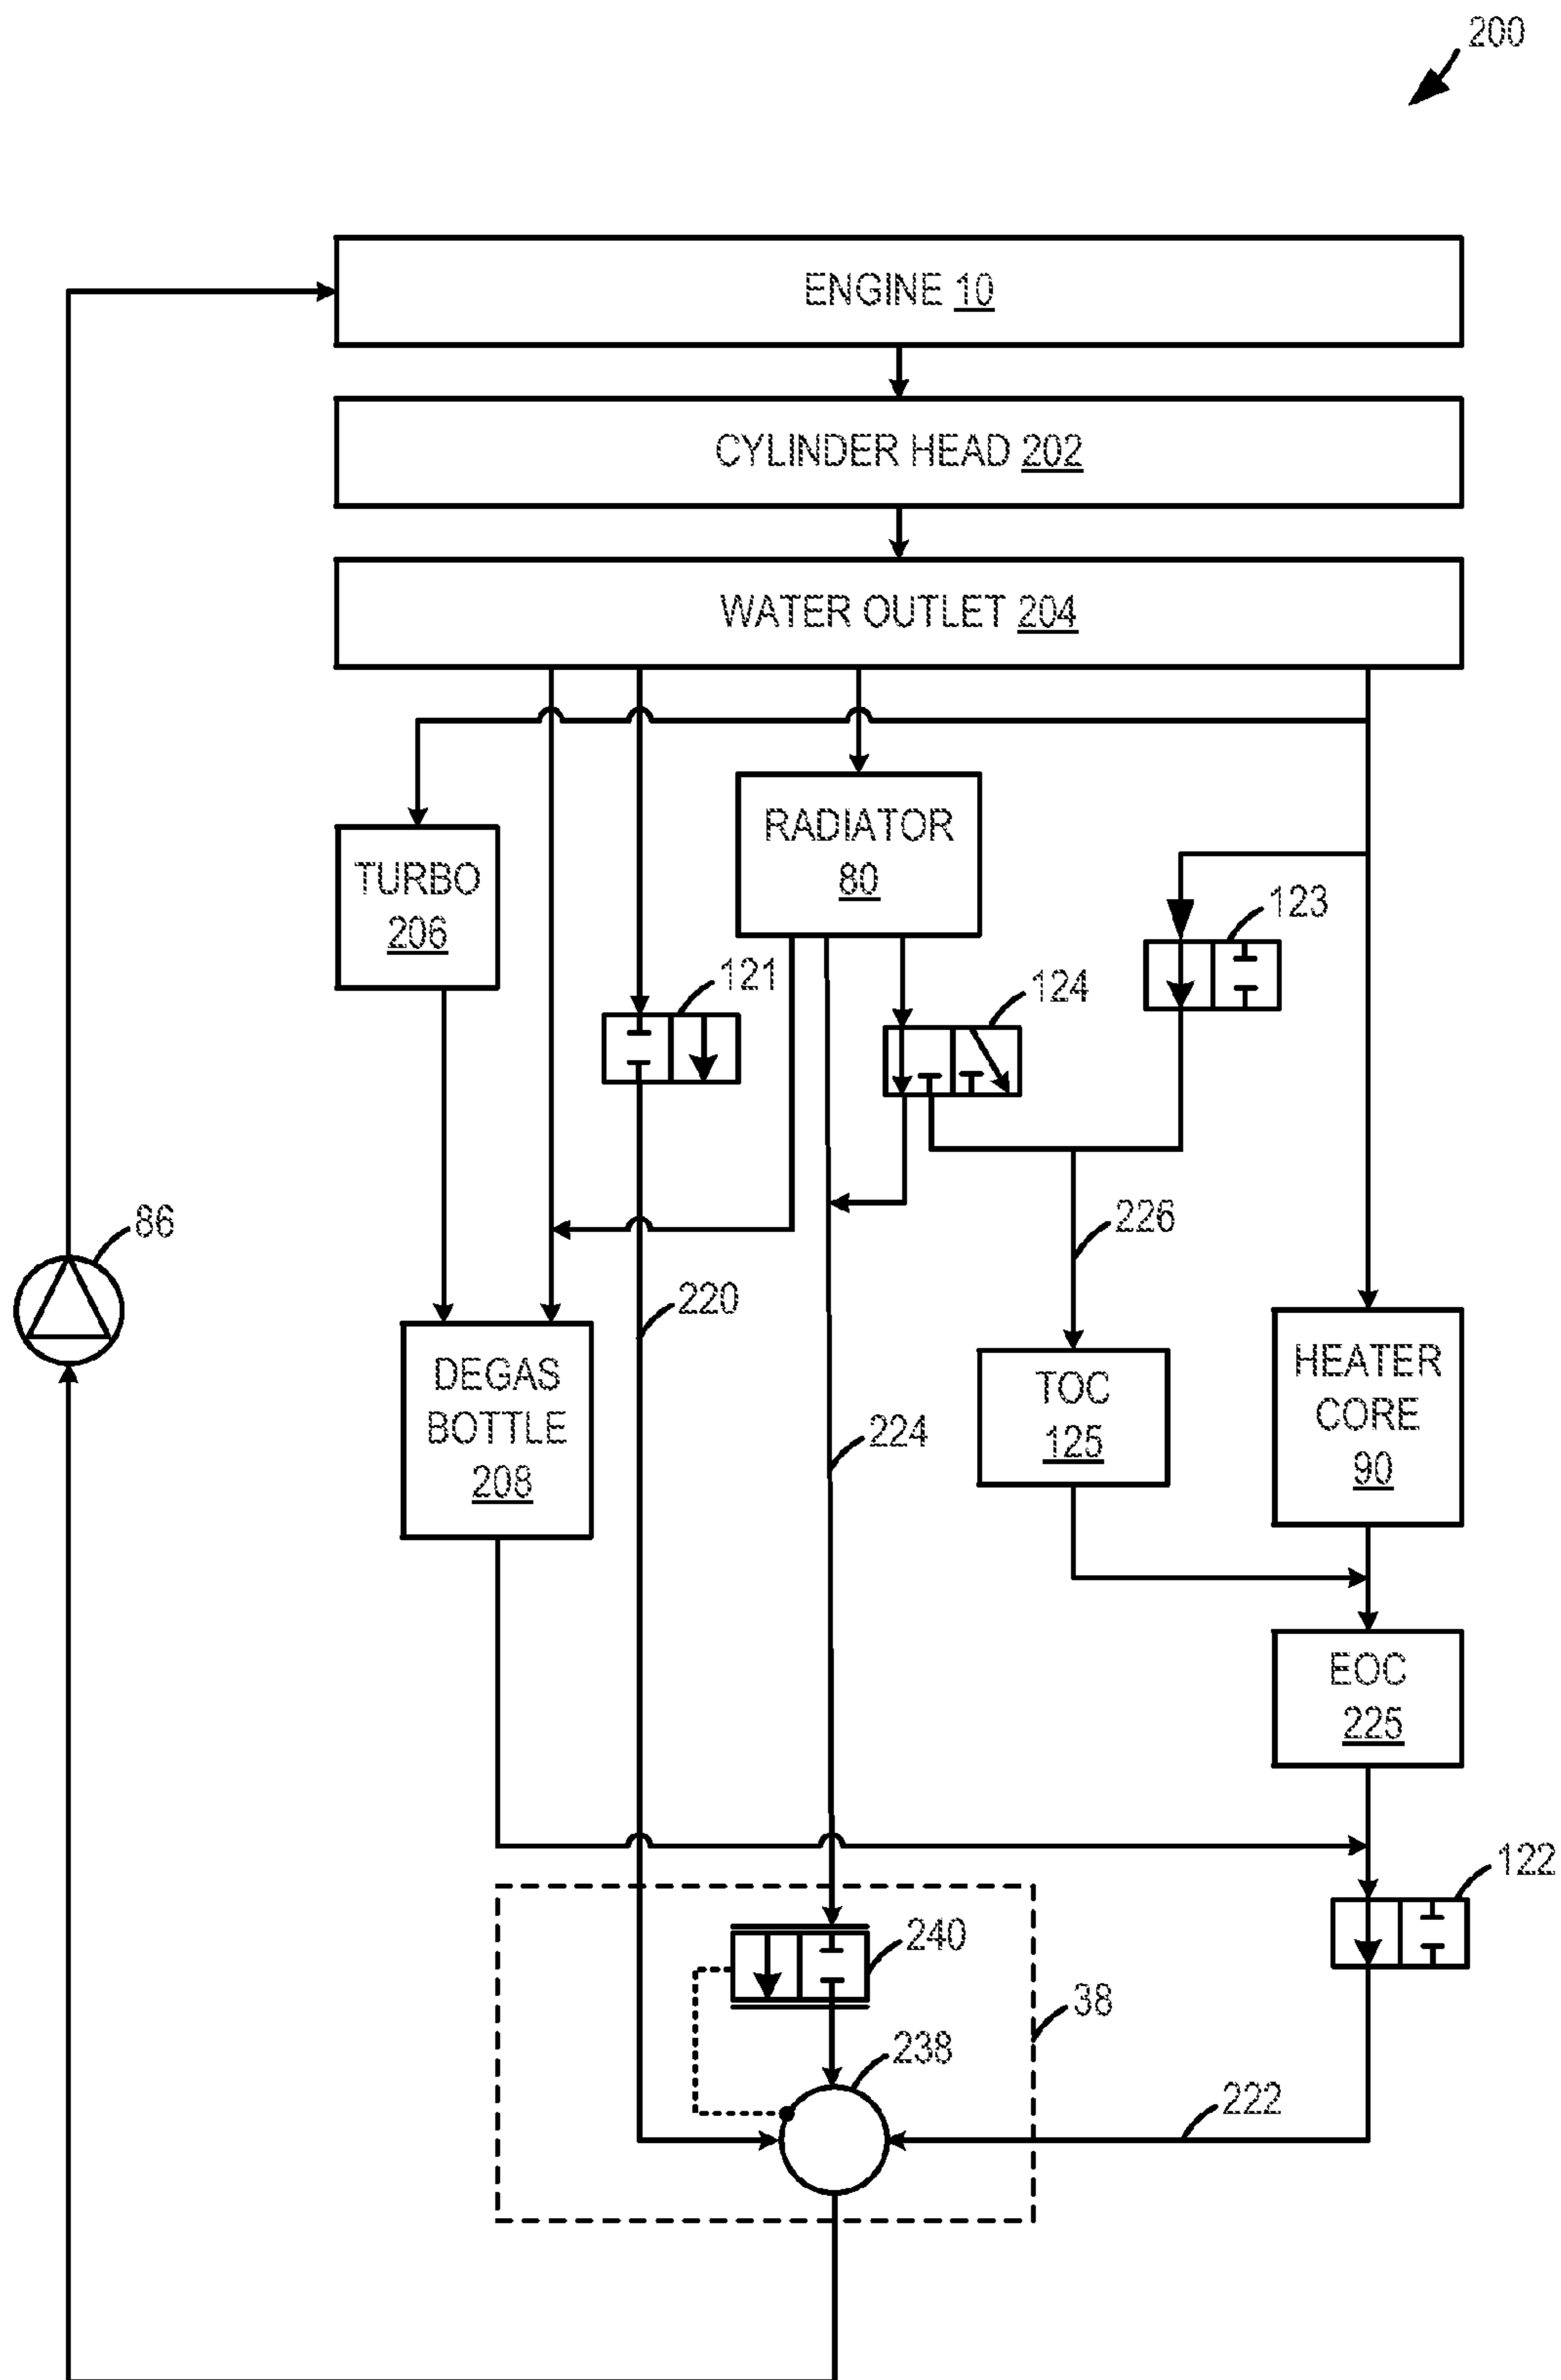 200
ENGINE 10
CYLINDER HEAD 202
WATER OUTLET 204
RADIATOR
80
TURBO
206
123
121
124
86
226
220
DEGAS
BOTTLE
208
224
TOC
125
HEATER
CORE
90
EOC
225
122
240
38
238
222